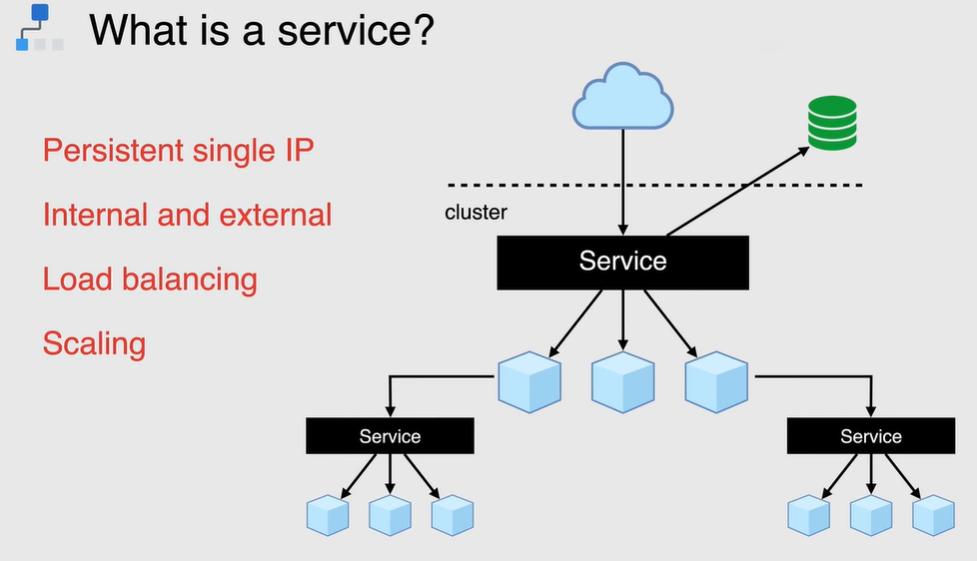 What is a service?
Persistent single IP
Internal and external
Load balancing
Scaling
cluster
Service
Service
Service